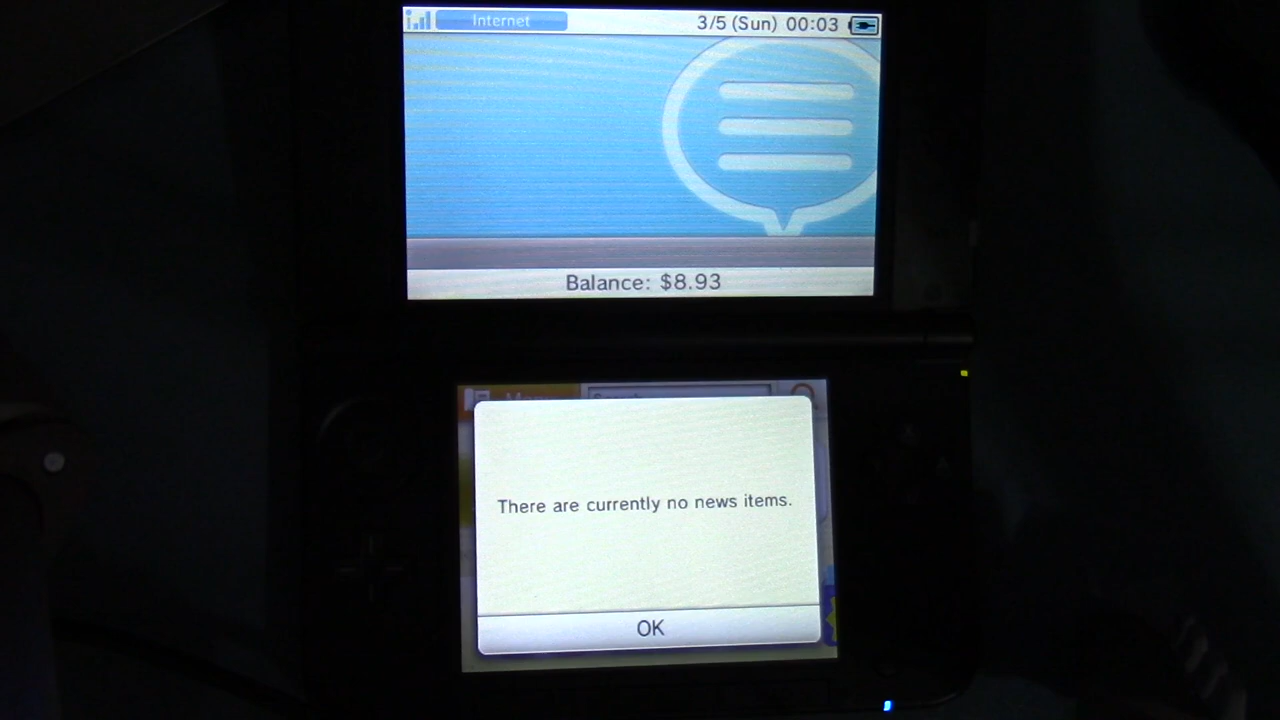 Internet
3/5 (Sun) 00:03
Balance: $8.93
There are currently no news items.
OK